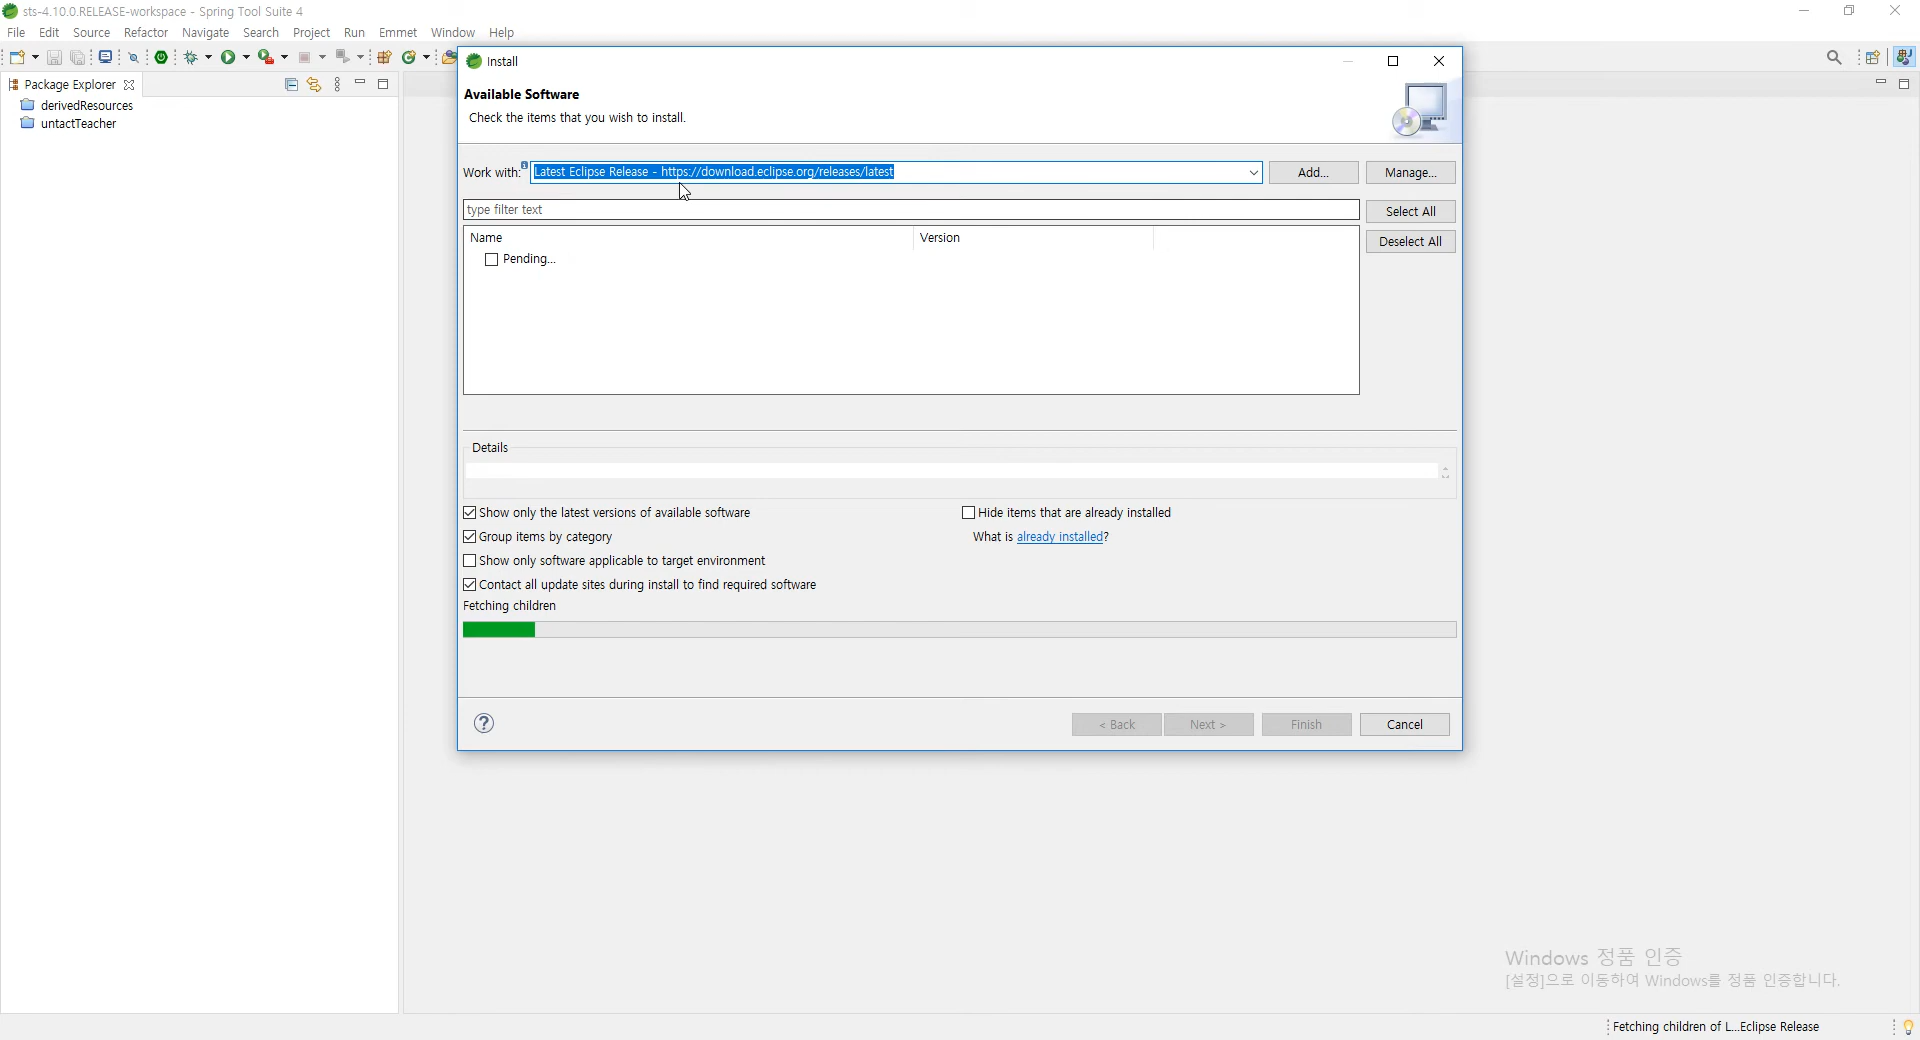 sts-4.10.0.RELEASE-workspace - Spring Tool Suite 4
File Edit Source Refactor Navigate Search Project Run Emmet Window Help
Package Explorer
derivedResources
untactTeacher
Install
Available Software
Check the items that you wish to install.
Work with: Latest Eclipse Release - https://download.eclipse.org/releases/latest Add... Manage...
type filter text Select All
Deselect All
Name Version
Pending...
Details
Show only the latest versions of available software Hide items that are already installed
Group items by category What is already installed?
Show only software applicable to target environment
Contact all update sites during install to find required software
Fetching children
? < Back Next > Finish Cancel
Windows 정품 인증
[설정]으로 이동하여 Windows를 정품 인증합니다.
Fetching children of L...Eclipse Release